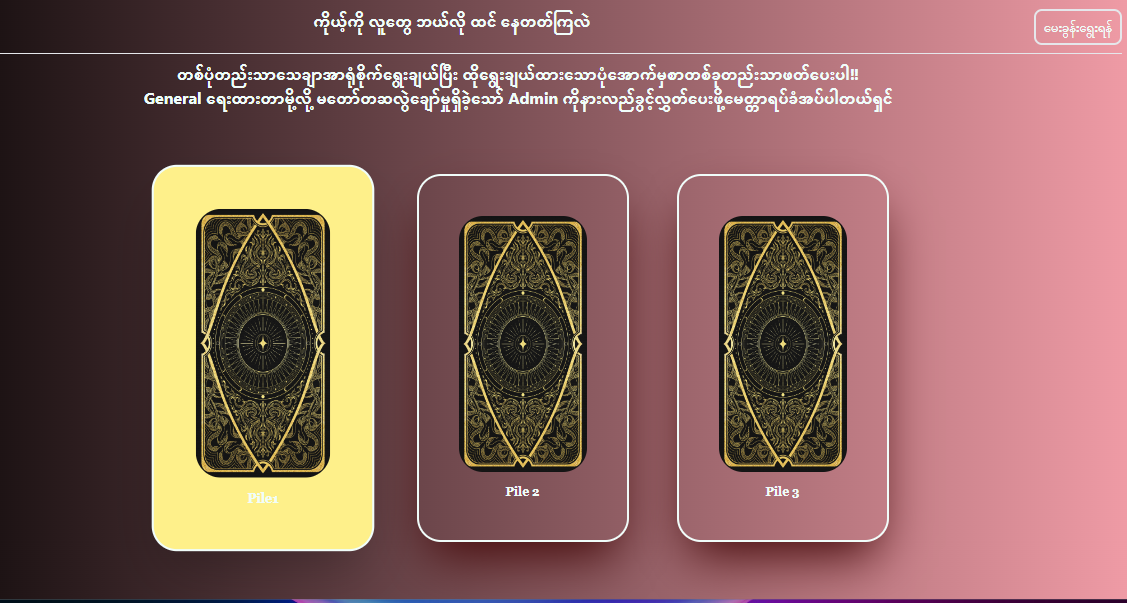 ကိုယ့်ကို လူတွေ ဘယ်လို ထင် နေတတ်ကြလဲ
မေးခွန်းရွေးရန်
တစ်ပုံတည်းသာသေချာအာရုံစိုက်ရွေးချယ်ပြီး ထိုရွေးချယ်ထားသောပုံအောက်မှစာတစ်ခုတည်းသာဖတ်ပေးပါ။
General ရေးထားတာမို့လို့ မတော်တဆလွဲချော်မှုရှိခဲ့သော် Admin ကိုနားလည်ခွင့်လွှတ်ပေးဖို့မေတ္တာရပ်ခံအပ်ပါတယ်ရှင်
Pile1
Pile 2
Pile 3